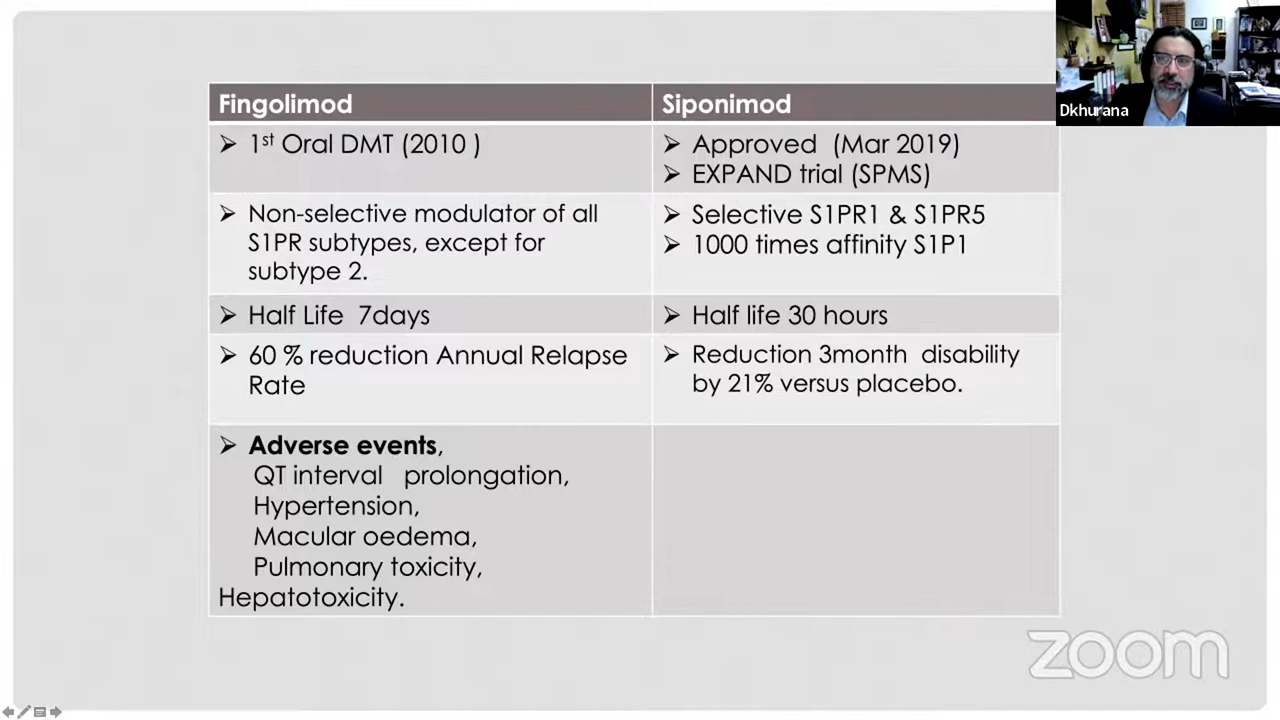 Fingolimod
Siponimod
➢ 1st Oral DMT (2010 )
➢ Approved (Mar 2019)
➢ EXPAND trial (SPMS)
➢ Non-selective modulator of all
S1PR subtypes, except for
subtype 2.
➢ Selective S1PR1 & S1PR5
➢ 1000 times affinity S1P1
➢ Half Life 7days
➢ Half life 30 hours
➢ 60 % reduction Annual Relapse
Rate
➢ Reduction 3month disability
by 21% versus placebo.
➢ Adverse events,
QT interval prolongation,
Hypertension,
Macular oedema,
Pulmonary toxicity,
Hepatotoxicity.
Dkhurana
zoom